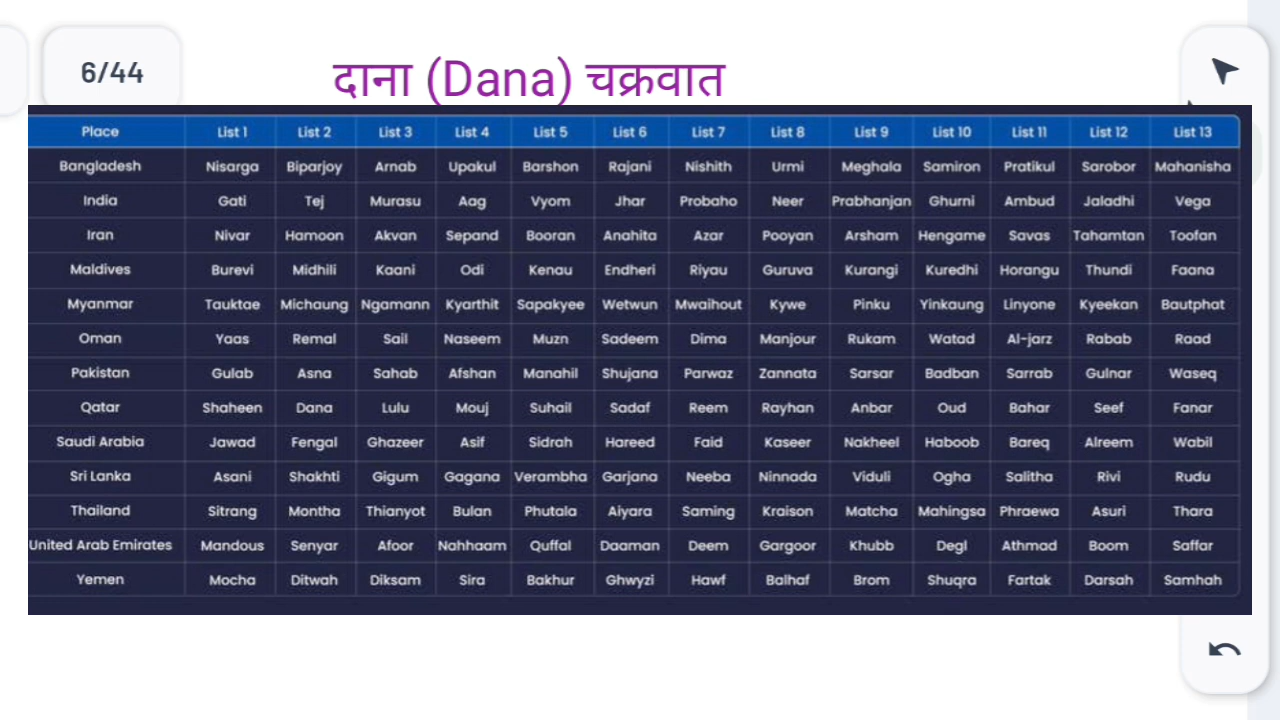 6/44
दाना (Dana) चक्रवात
Place List 1 List 2 List 3 List 4 List 5 List 6 List 7 List 8 List 9 List 10 List 11 List 12 List 13
Bangladesh Nisarga Biparjoy Arnab Upakul Barshon Rajani Nishith Urmi Meghala Samiron Pratikul Sarobor Mahanisha
India Gati Tej Murasu Aag Vyom Jhar Probaho Neer Prabhanjan Ghurni Ambud Jaladhi Vega
Iran Nivar Hamoon Akvan Sepand Booran Anahita Azar Pooyan Arsham Hengame Savas Tahamtan Toofan
Maldives Burevi Midhili Kaani Odi Kenau Endheri Riyau Guruva Kurangi Kuredhi Horangu Thundi Faana
Myanmar Tauktae Michaung Ngamann Kyarthit Sapakyee Wetwun Mwaihout Kywe Pinku Yinkaung Linyone Kyeekan Bautphat
Oman Yaas Remal Sail Naseem Muzn Sadeem Dima Manjour Rukam Watad Al-jarz Rabab Raad
Pakistan Gulab Asna Sahab Afshan Manahil Shujana Parwaz Zannata Sarsar Badban Sarrab Gulnar Waseq
Qatar Shaheen Dana Lulu Mouj Suhail Sadaf Reem Rayhan Anbar Oud Bahar Seef Fanar
Saudi Arabia Jawad Fengal Ghazeer Asif Sidrah Hareed Faid Kaseer Nakheel Haboob Bareq Alreem Wabil
Sri Lanka Asani Shakhti Gigum Gagana Verambha Garjana Neeba Ninnada Viduli Ogha Salitha Rivi Rudu
Thailand Sitrang Montha Thianyot Bulan Phutala Aiyara Saming Kraison Matcha Mahingsa Phraewa Asuri Thara
United Arab Emirates Mandous Senyar Afoor Nahhaam Quffal Daaman Deem Gargoor Khubb Degl Athmad Boom Saffar
Yemen Mocha Ditwah Diksam Sira Bakhur Ghwyzi Hawf Balhaf Brom Shuqra Fartak Darsah Samhah